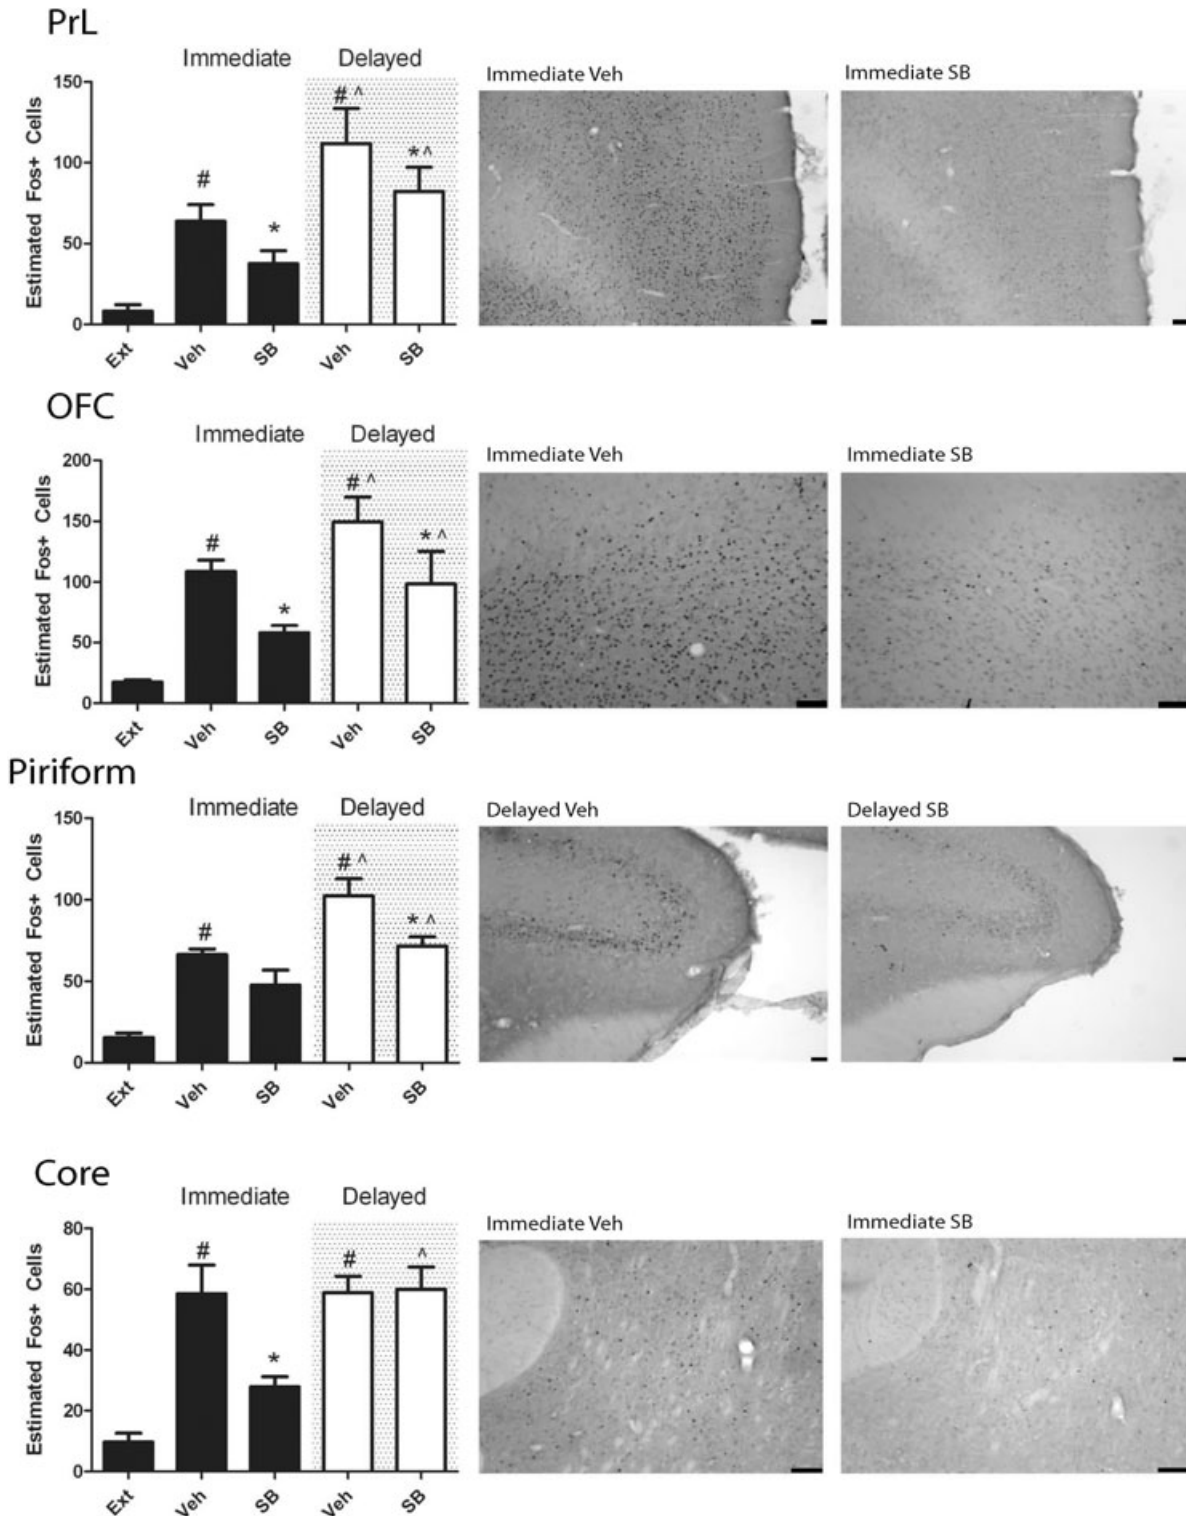 PrL
Immediate Delayed
Estimated Fos+ Cells
150
100
50
0
# # ^
* * ^
Ext Veh SB Veh SB
Immediate Veh
Immediate SB
OFC
Immediate Delayed
Estimated Fos+ Cells
200
150
100
50
0
# # ^
* * ^
Ext Veh SB Veh SB
Immediate Veh
Immediate SB
Piriform
Immediate Delayed
Estimated Fos+ Cells
150
100
50
0
# # ^
* ^
Ext Veh SB Veh SB
Delayed Veh
Delayed SB
Core
Immediate Delayed
Estimated Fos+ Cells
80
60
40
20
0
# * # ^
Ext Veh SB Veh SB
Immediate Veh
Immediate SB